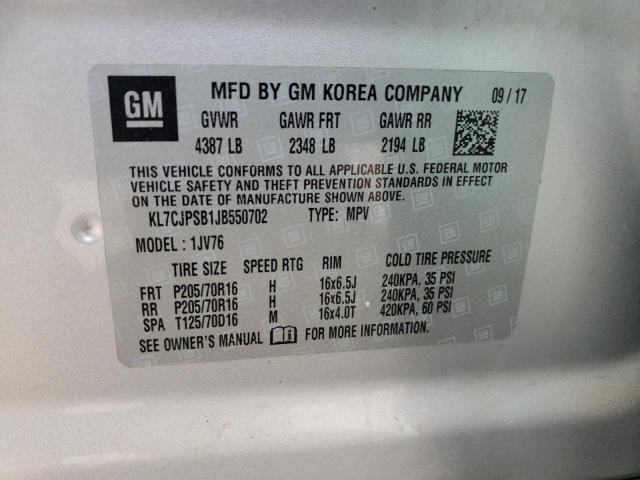 GM
MFD BY GM KOREA COMPANY 09 / 17
GVWR GAWR FRT GAWR RR
4387 LB 2348 LB 2194 LB
THIS VEHICLE CONFORMS TO ALL APPLICABLE U.S. FEDERAL MOTOR
VEHICLE SAFETY AND THEFT PREVENTION STANDARDS IN EFFECT
ON THE DATE OF MANUFACTURE SHOWN ABOVE.
KL7CJPSB1JB550702 TYPE: MPV
MODEL : 1JV76
TIRE SIZE SPEED RTG RIM COLD TIRE PRESSURE
FRT P205/70R16 H 16x6.5J 240KPA, 35 PSI
RR P205/70R16 H 16x6.5J 240KPA, 35 PSI
SPA T125/70D16 M 16x4.0T 420KPA, 60 PSI
SEE OWNER'S MANUAL FOR MORE INFORMATION.